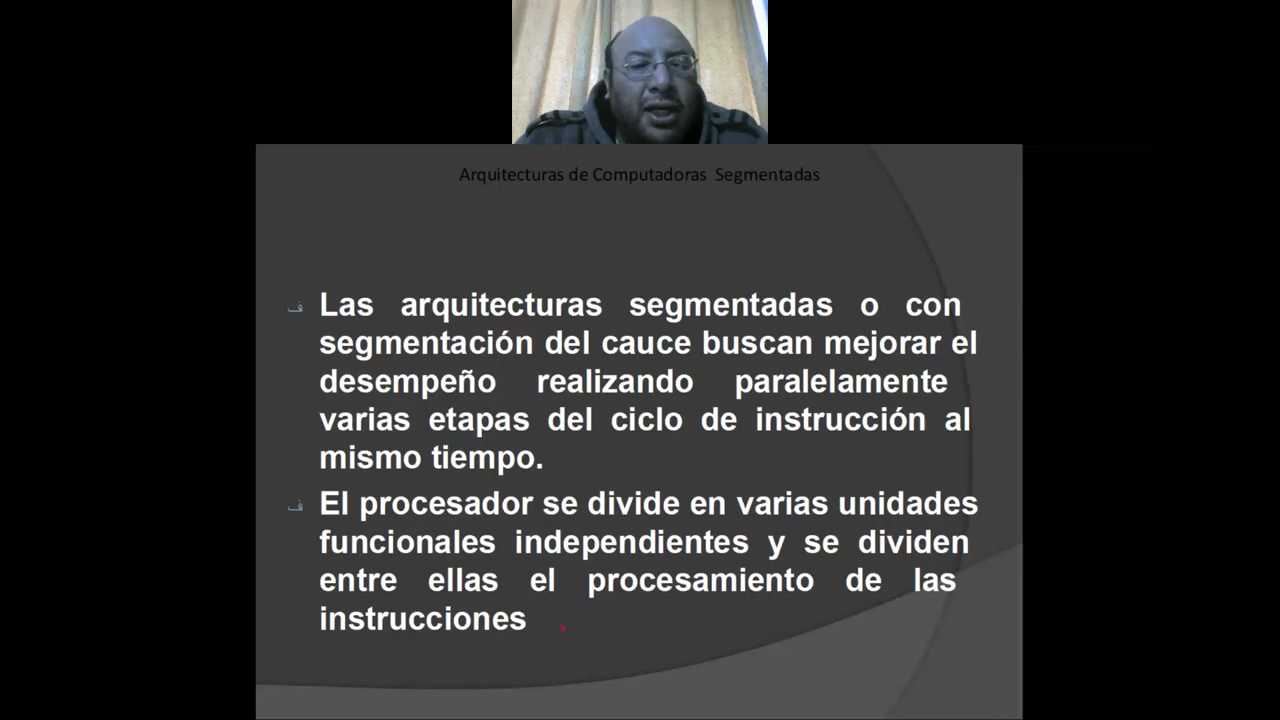 Arquitecturas de Computadoras Segmentadas
ف Las arquitecturas segmentadas o con
segmentación del cauce buscan mejorar el
desempeño realizando paralelamente
varias etapas del ciclo de instrucción al
mismo tiempo.
ف El procesador se divide en varias unidades
funcionales independientes y se dividen
entre ellas el procesamiento de las
instrucciones